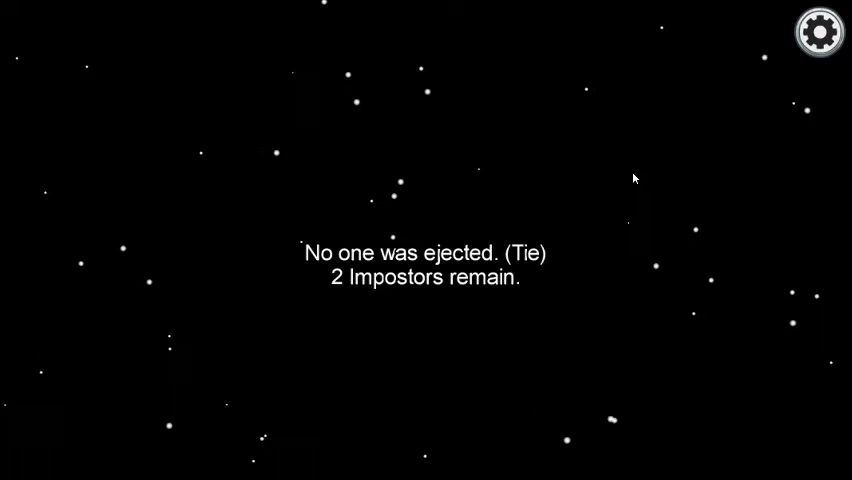 No one was ejected. (Tie)
2 Impostors remain.